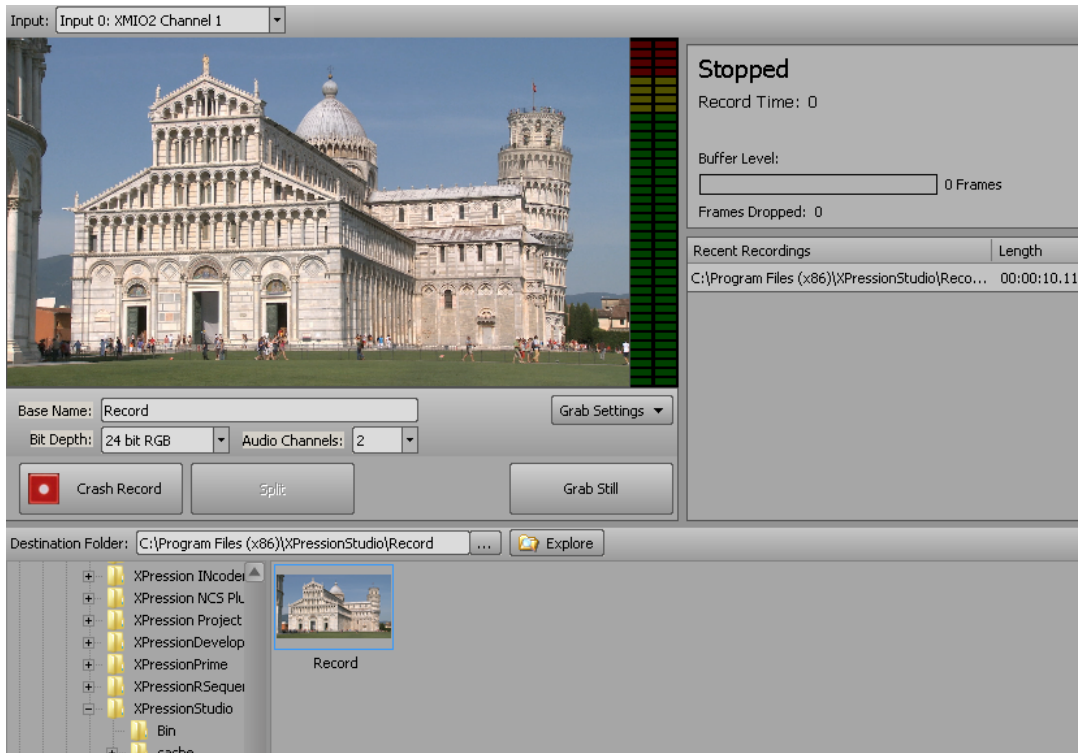 Input: Input 0: XMIO2 Channel 1
Stopped
Record Time: 0
Buffer Level:
0 Frames
Frames Dropped: 0
Recent Recordings Length
C:\Program Files (x86)\XPressionStudio\Reco... 00:00:10.11
Base Name: Record
Grab Settings
Bit Depth: 24 bit RGB Audio Channels: 2
Crash Record Split Grab Still
Destination Folder: C:\Program Files (x86)\XPressionStudio\Record ... Explore
XPression INcoder
XPression NCS Plu
XPression Project
XPressionDevelop
XPressionPrime
XPressionRSequer
XPressionStudio
Bin
cache
Record